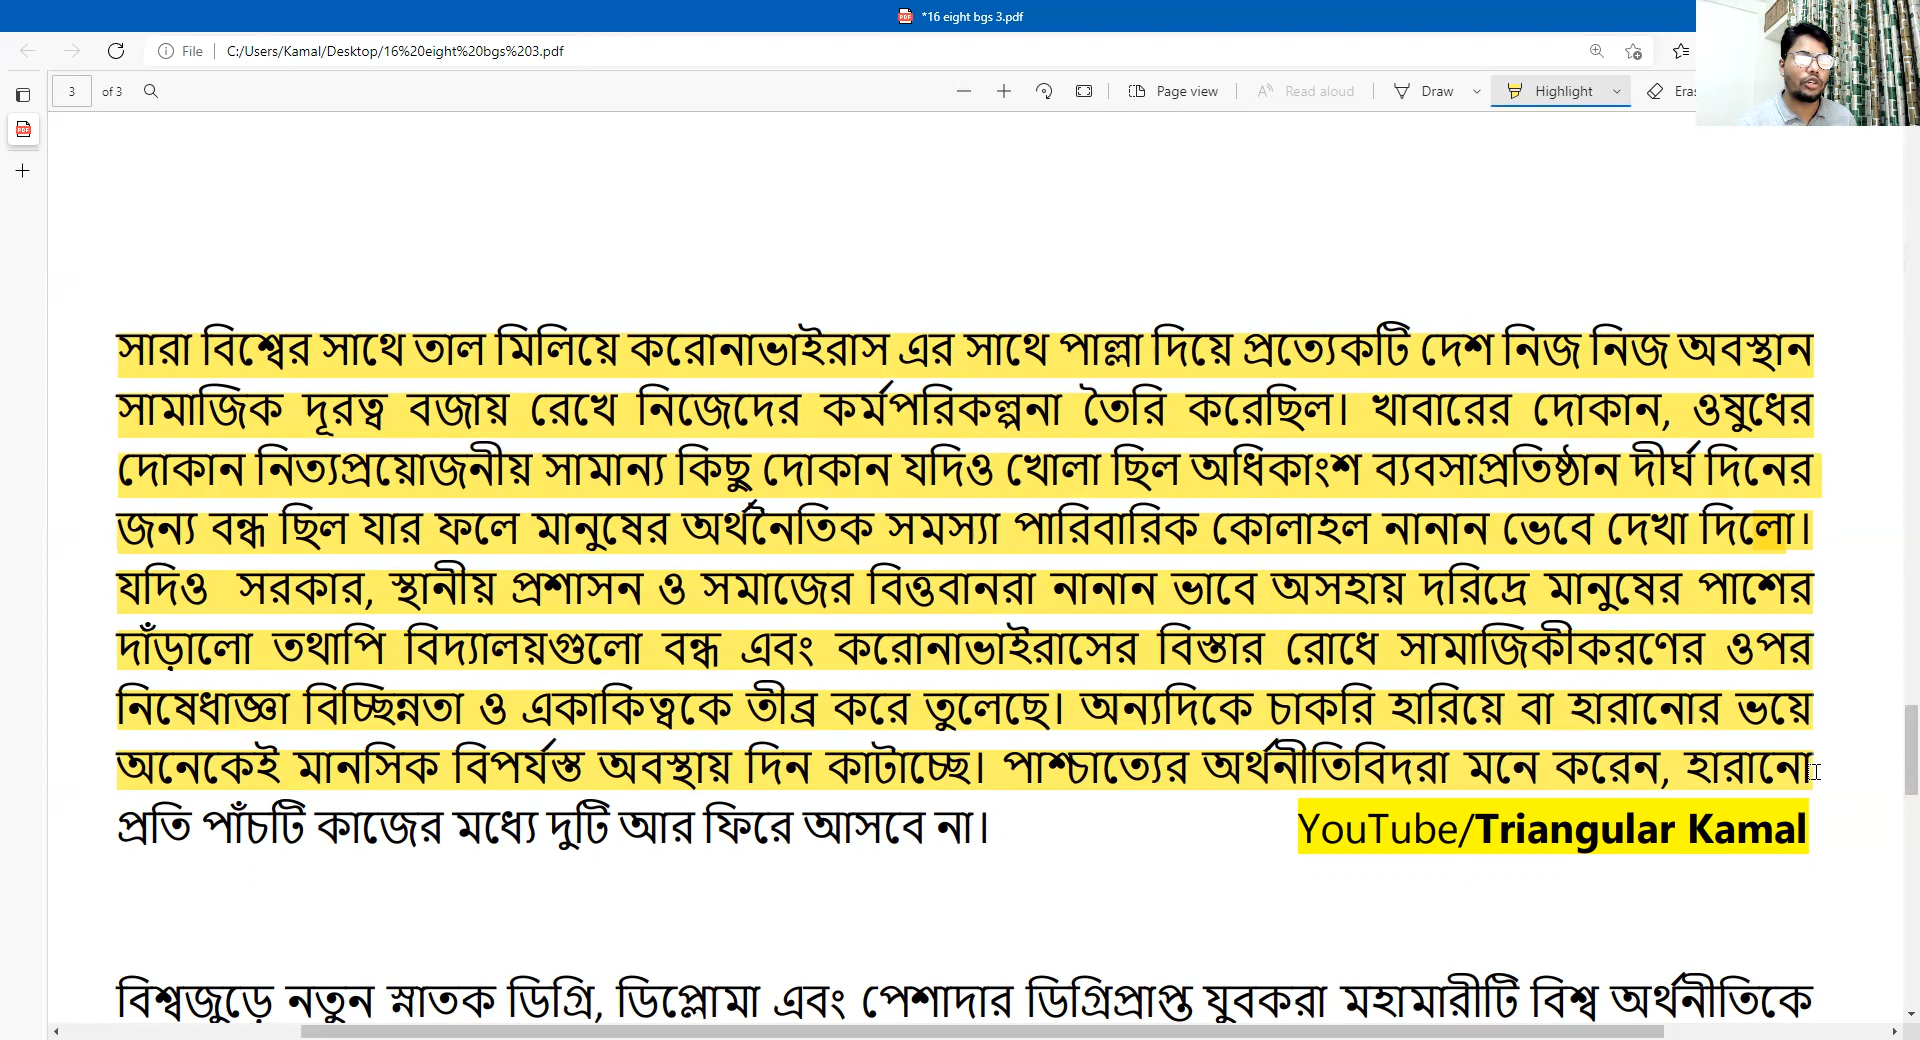 *16 eight bgs 3.pdf
File C:/Users/Kamal/Desktop/16%20eight%20bgs%203.pdf
3 of 3 Page view Read aloud Draw Highlight Eras
সারা বিশ্বের সাথে তাল মিলিয়ে করোনাভাইরাস এর সাথে পাল্লা দিয়ে প্রত্যেকটি দেশ নিজ নিজ অবস্থান
সামাজিক দূরত্ব বজায় রেখে নিজেদের কর্মপরিকল্পনা তৈরি করেছিল। খাবারের দোকান, ওষুধের
দোকান নিত্যপ্রয়োজনীয় সামান্য কিছু দোকান যদিও খোলা ছিল অধিকাংশ ব্যবসাপ্রতিষ্ঠান দীর্ঘ দিনের
জন্য বন্ধ ছিল যার ফলে মানুষের অর্থনৈতিক সমস্যা পারিবারিক কোলাহল নানান ভেবে দেখা দিলো।
যদিও সরকার, স্থানীয় প্রশাসন ও সমাজের বিত্তবানরা নানান ভাবে অসহায় দরিদ্রে মানুষের পাশের
দাঁড়ালো তথাপি বিদ্যালয়গুলো বন্ধ এবং করোনাভাইরাসের বিস্তার রোধে সামাজিকীকরণের ওপর
নিষেধাজ্ঞা বিচ্ছিন্নতা ও একাকিত্বকে তীব্র করে তুলেছে। অন্যদিকে চাকরি হারিয়ে বা হারানোর ভয়ে
অনেকেই মানসিক বিপর্যস্ত অবস্থায় দিন কাটাচ্ছে। পাশ্চাত্যের অর্থনীতিবিদরা মনে করেন, হারানো
প্রতি পাঁচটি কাজের মধ্যে দুটি আর ফিরে আসবে না। YouTube/Triangular Kamal
বিশ্বজুড়ে নতুন স্নাতক ডিগ্রি, ডিপ্লোমা এবং পেশাদার ডিগ্রিপ্রাপ্ত যুবকরা মহামারীটি বিশ্ব অর্থনীতিকে